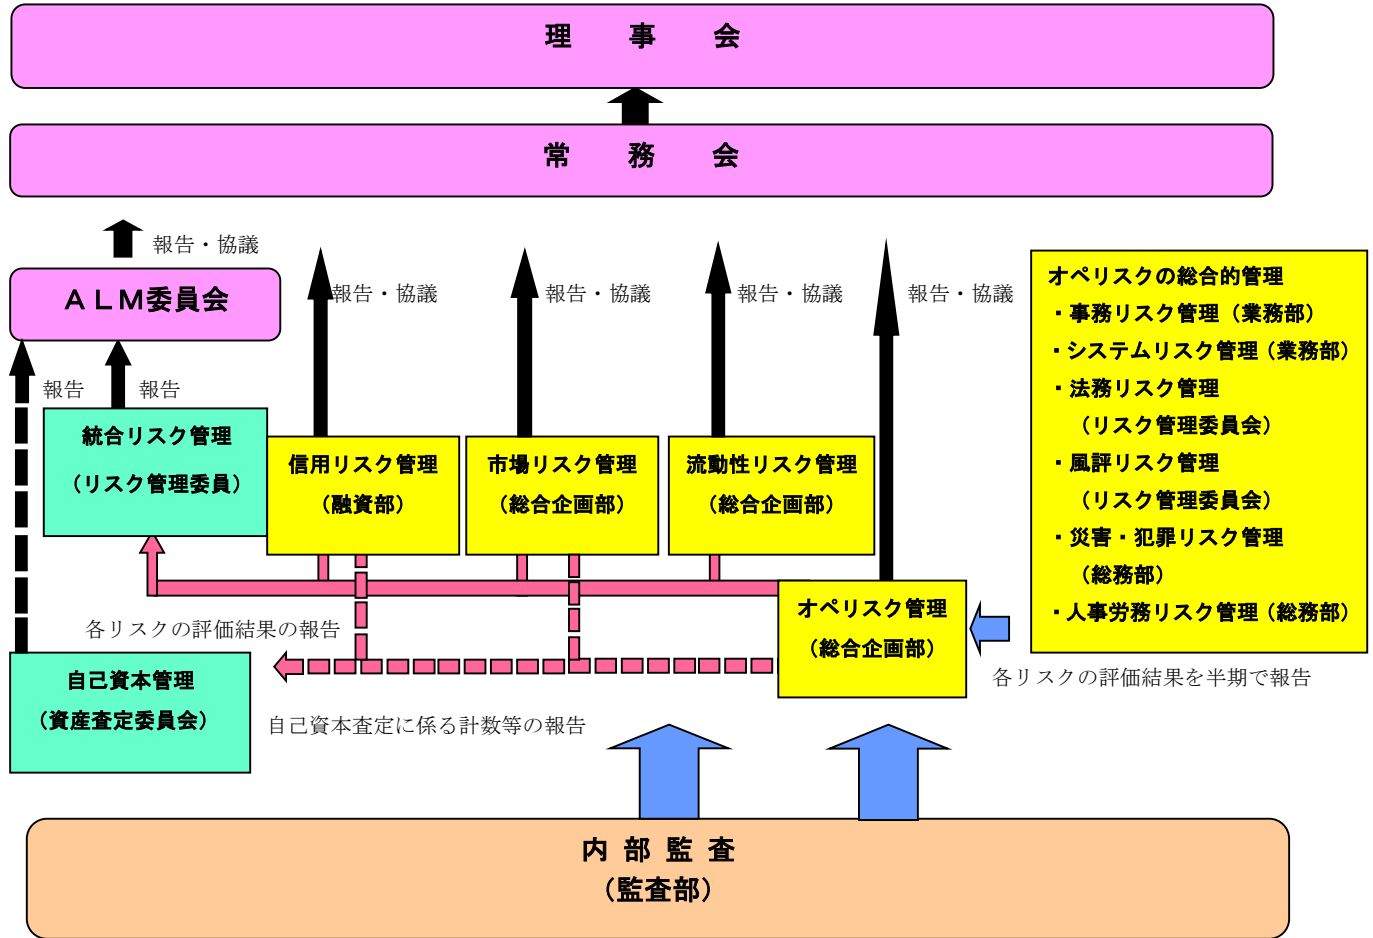 理　事　会
常　務　会
報告・協議
ＡＬＭ委員会
報告・協議
報告・協議
報告・協議
報告・協議
報告
報告
統合リスク管理
（リスク管理委員）
信用リスク管理
（融資部）
市場リスク管理
（総合企画部）
流動性リスク管理
（総合企画部）
オペリスクの総合的管理
・事務リスク管理（業務部）
・システムリスク管理（業務部）
・法務リスク管理
（リスク管理委員会）
・風評リスク管理
（リスク管理委員会）
・災害・犯罪リスク管理
（総務部）
・人事労務リスク管理（総務部）
オペリスク管理
（総合企画部）
各リスクの評価結果の報告
各リスクの評価結果を半期で報告
自己資本管理
（資産査定委員会）
自己資本査定に係る計数等の報告
内 部 監 査
（監査部）